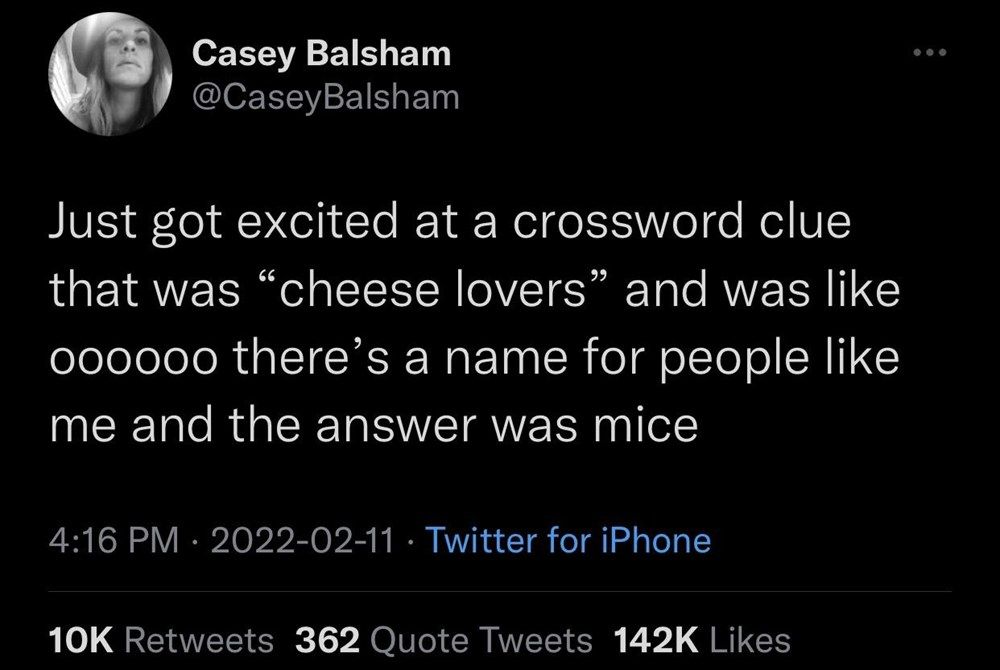 Casey Balsham
@CaseyBalsham
Just got excited at a crossword clue
that was “cheese lovers” and was like
oooooo there’s a name for people like
me and the answer was mice
4:16 PM · 2022-02-11 · Twitter for iPhone
10K Retweets 362 Quote Tweets 142K Likes